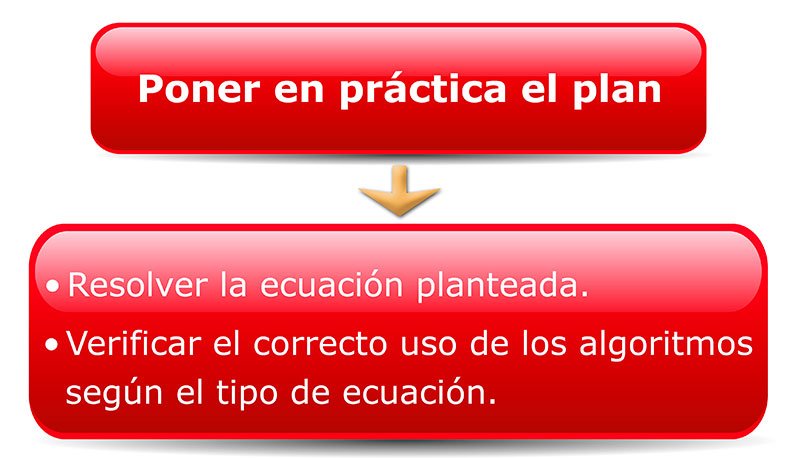 Poner en práctica el plan
• Resolver la ecuación planteada.
• Verificar el correcto uso de los algoritmos
según el tipo de ecuación.